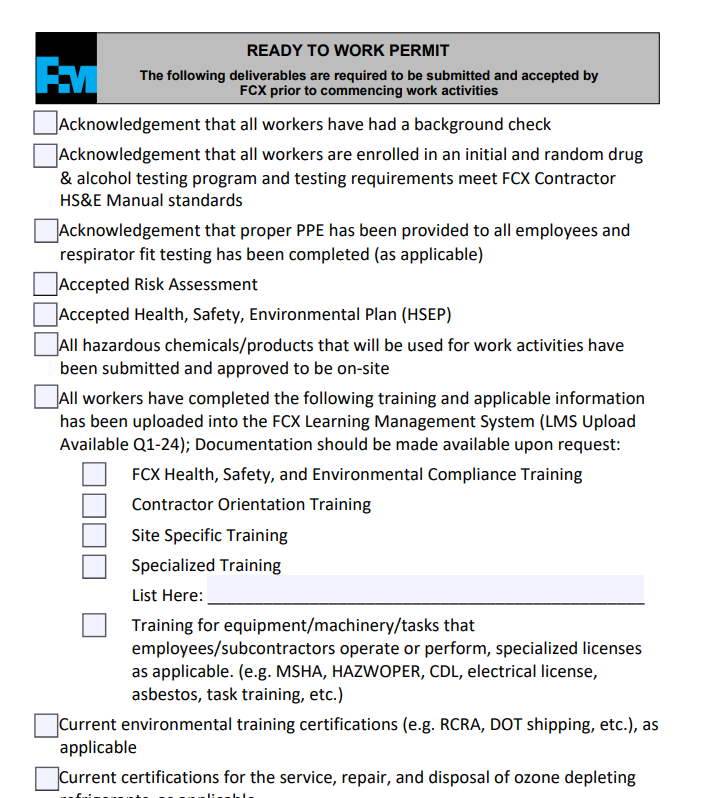 FM
READY TO WORK PERMIT
The following deliverables are required to be submitted and accepted by
FCX prior to commencing work activities
Acknowledgement that all workers have had a background check
Acknowledgement that all workers are enrolled in an initial and random drug
& alcohol testing program and testing requirements meet FCX Contractor
HS&E Manual standards
Acknowledgement that proper PPE has been provided to all employees and
respirator fit testing has been completed (as applicable)
Accepted Risk Assessment
Accepted Health, Safety, Environmental Plan (HSEP)
All hazardous chemicals/products that will be used for work activities have
been submitted and approved to be on-site
All workers have completed the following training and applicable information
has been uploaded into the FCX Learning Management System (LMS Upload
Available Q1-24); Documentation should be made available upon request:
FCX Health, Safety, and Environmental Compliance Training
Contractor Orientation Training
Site Specific Training
Specialized Training
List Here:
Training for equipment/machinery/tasks that
employees/subcontractors operate or perform, specialized licenses
as applicable. (e.g. MSHA, HAZWOPER, CDL, electrical license,
asbestos, task training, etc.)
Current environmental training certifications (e.g. RCRA, DOT shipping, etc.), as
applicable
Current certifications for the service, repair, and disposal of ozone depleting
refrigerants, as applicable